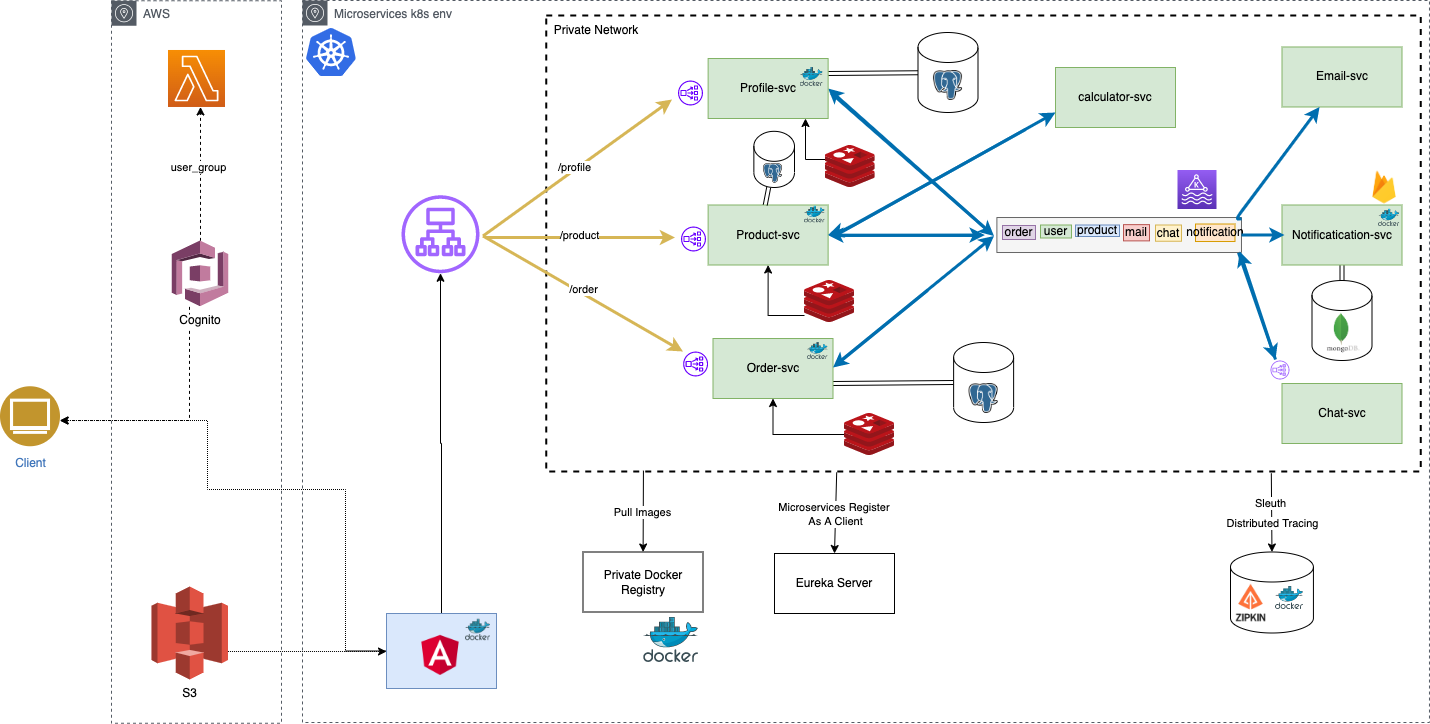 AWS
Microservices k8s env
Private Network
Profile-svc
docker
calculator-svc
Email-svc
user_group
/profile
K
order
user
product
mail
chat
notification
Product-svc
docker
/product
Notificatication-svc
docker
Cognito
/order
mongoDB
Order-svc
docker
Chat-svc
Client
Pull Images
Microservices Register
As A Client
Sleuth
Distributed Tracing
Private Docker
Registry
Eureka Server
ZIPKIN
docker
docker
A
docker
S3